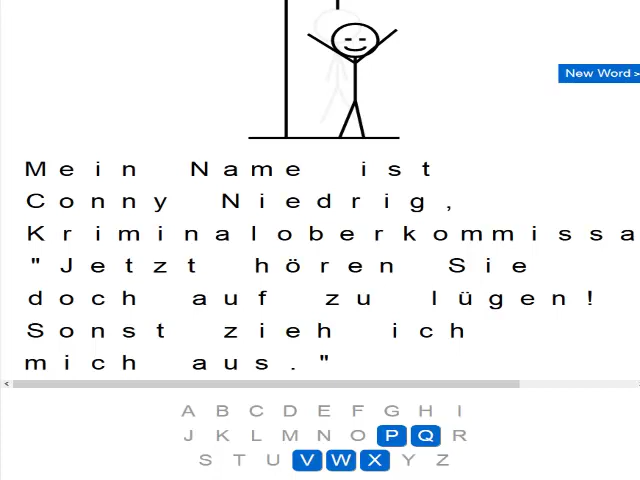 New Word >
Mein Name ist
Conny Niedrig,
Kriminaloberkommissa
"Jetzt hören Sie
doch auf zu lügen!
Sonst zieh ich
mich aus."
A B C D E F G H I
J K L M N O P Q R
S T U V W X Y Z